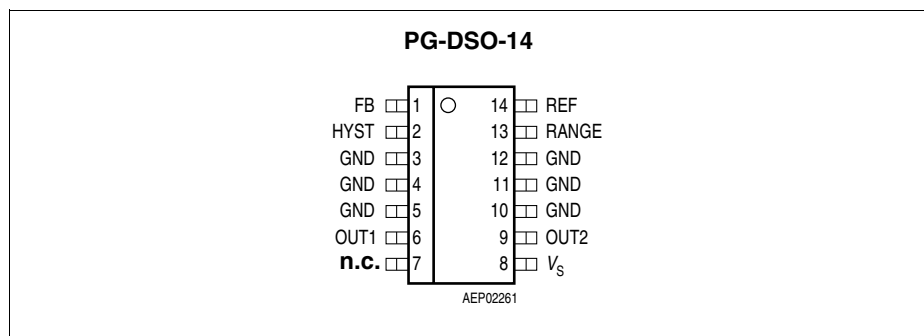 PG-DSO-14
FB 1 14 REF
HYST 2 13 RANGE
GND 3 12 GND
GND 4 11 GND
GND 5 10 GND
OUT1 6 9 OUT2
n.c. 7 8 VS
AEP02261